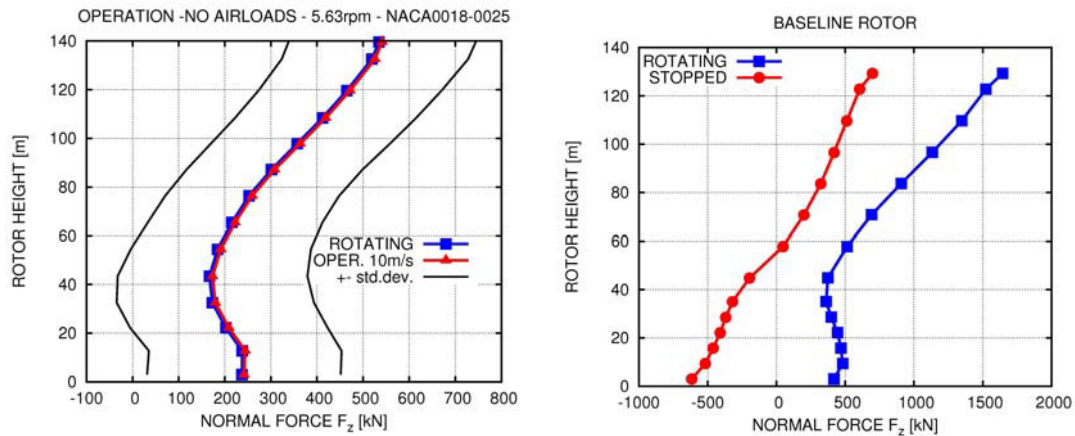 OPERATION -NO AIRLOADS - 5.63rpm - NACA0018-0025
140
120
100
80
60
40
20
0
ROTOR HEIGHT [m]
ROTATING
OPER. 10m/s
+- std.dev.
-100 0 100 200 300 400 500 600 700 800
NORMAL FORCE Fz [kN]
BASELINE ROTOR
140
120
100
80
60
40
20
0
ROTOR HEIGHT [m]
ROTATING
STOPPED
-1000 -500 0 500 1000 1500 2000
NORMAL FORCE Fz [kN]